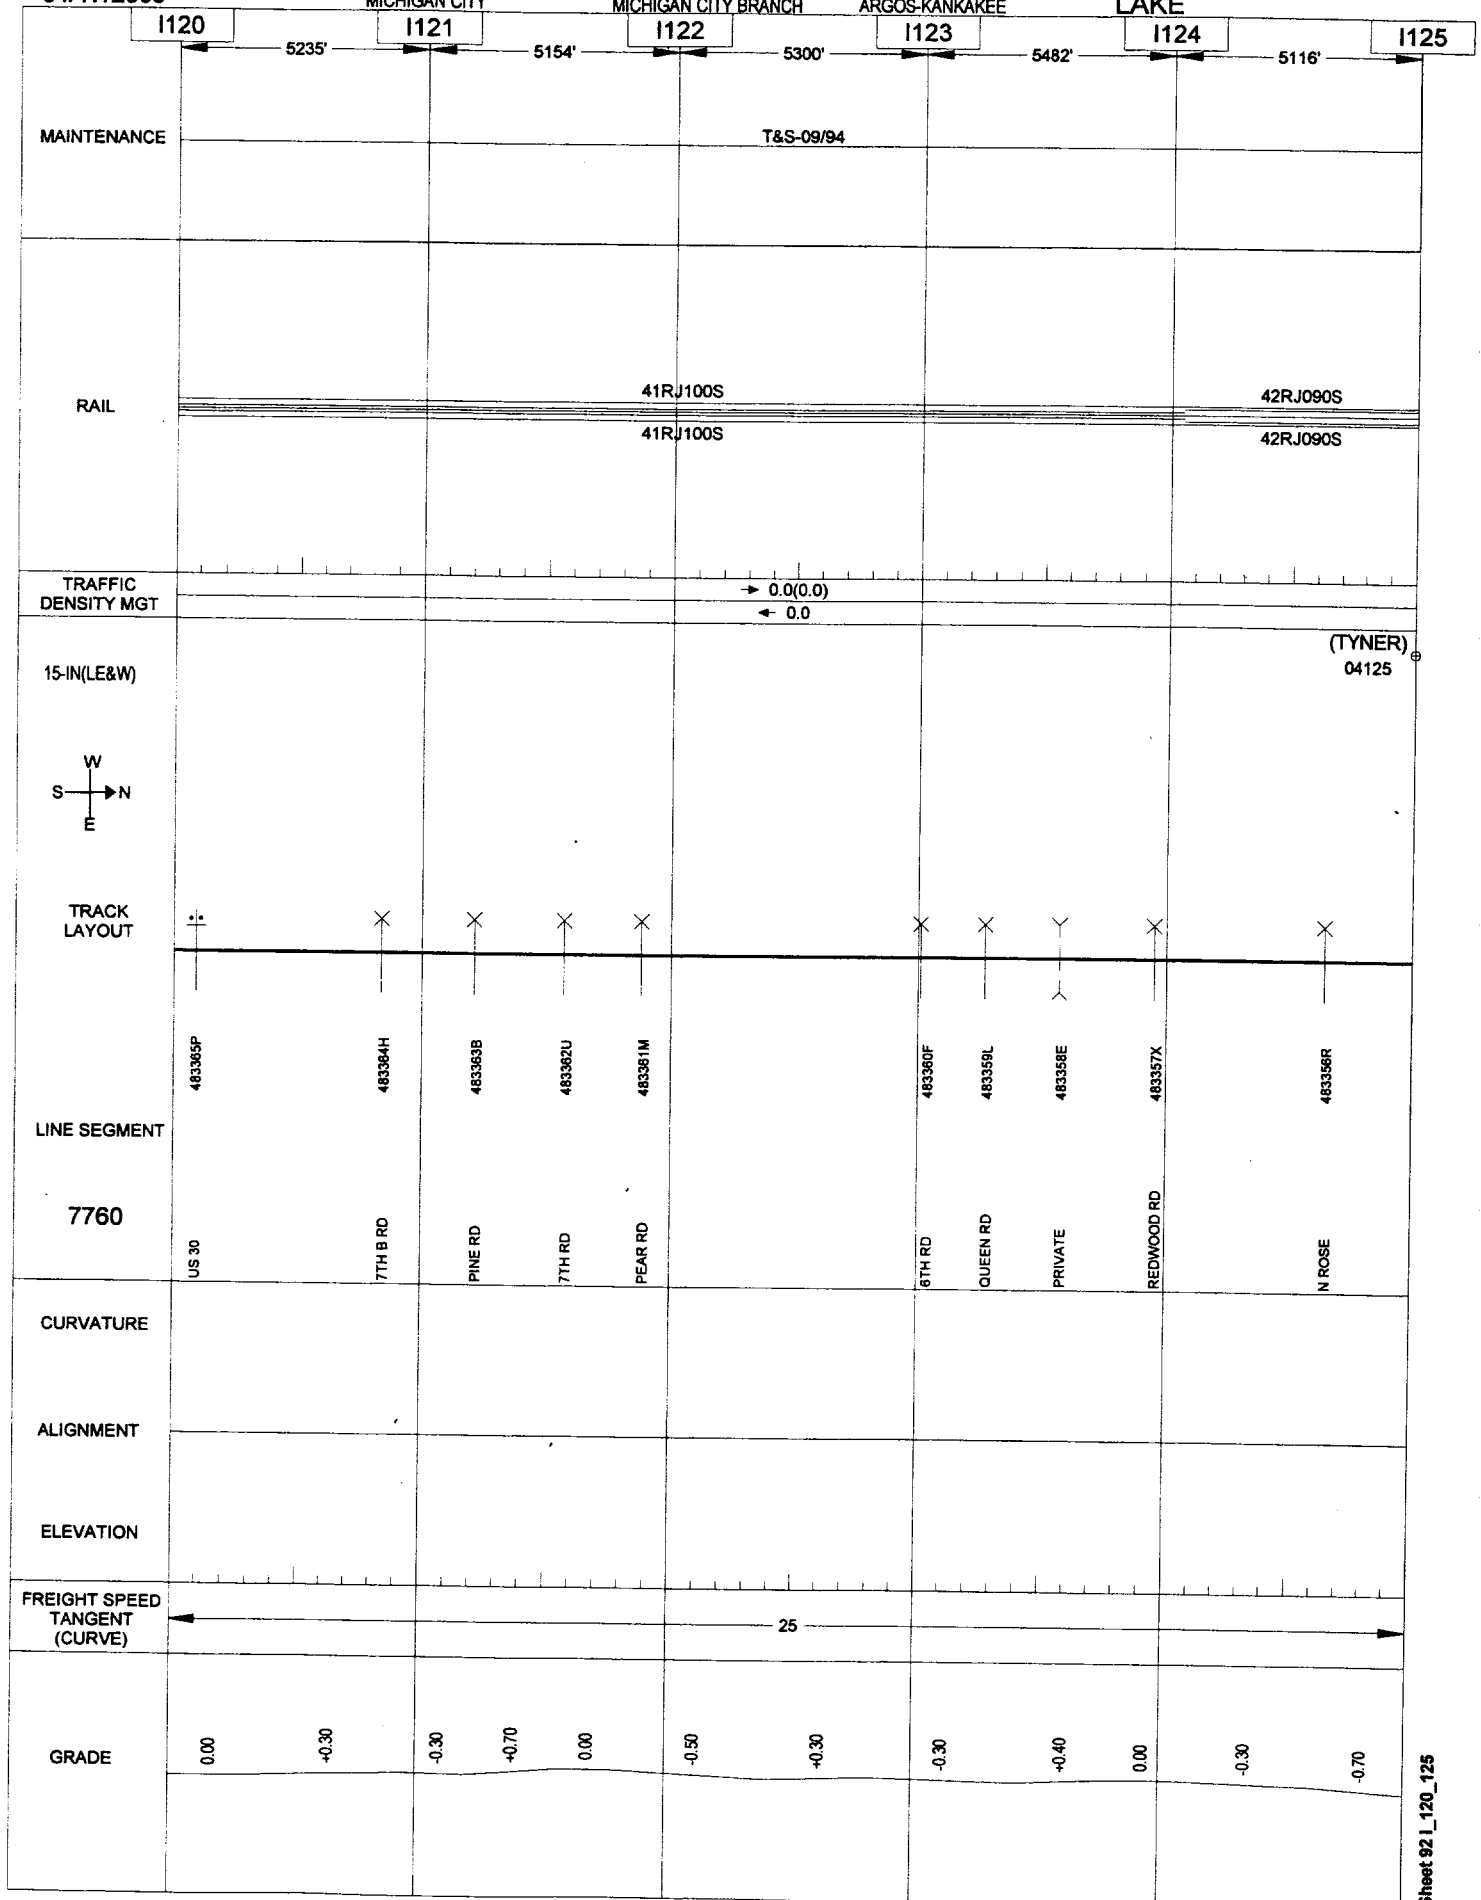 MICHIGAN CITY MICHIGAN CITY BRANCH ARGOS-KANKAKEE LAKE
I120 I121 I122 I123 I124 I125
5235' 5154' 5300' 5482' 5116'
MAINTENANCE T&S-09/94
RAIL
41RJ100S 42RJ090S
41RJ100S 42RJ090S
TRAFFIC
DENSITY MGT
0.0(0.0)
0.0
(TYNER)
04125
15-IN(LE&W)
W
S N
E
TRACK
LAYOUT
483365P 483364H 483363B 483362U 483361M 483360F 483359L 483358E 483357X 483356R
LINE SEGMENT
7760
US 30 7TH B RD PINE RD 7TH RD PEAR RD 6TH RD QUEEN RD PRIVATE REDWOOD RD N ROSE
CURVATURE
ALIGNMENT
ELEVATION
FREIGHT SPEED
TANGENT
(CURVE)
25
GRADE
0.00 +0.30 -0.30 +0.70 0.00 -0.50 +0.30 -0.30 +0.40 0.00 -0.30 -0.70
Sheet 92 I_120_125